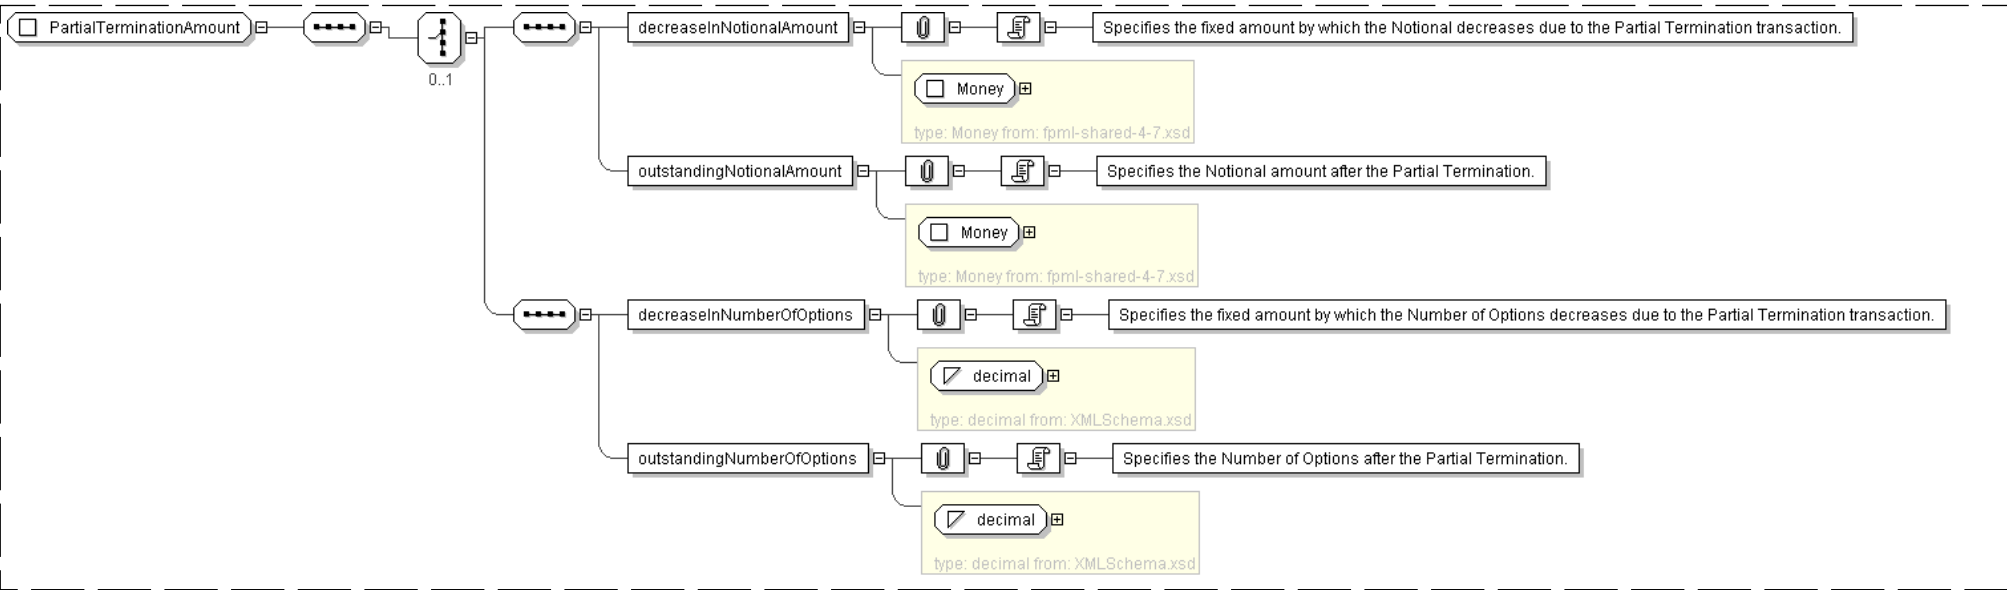 PartialTerminationAmount
0..1
decreaseInNotionalAmount
Specifies the fixed amount by which the Notional decreases due to the Partial Termination transaction.
Money
type: Money from: fpml-shared-4-7.xsd
outstandingNotionalAmount
Specifies the Notional amount after the Partial Termination.
Money
type: Money from: fpml-shared-4-7.xsd
decreaseInNumberOfOptions
Specifies the fixed amount by which the Number of Options decreases due to the Partial Termination transaction.
decimal
type: decimal from: XMLSchema.xsd
outstandingNumberOfOptions
Specifies the Number of Options after the Partial Termination.
decimal
type: decimal from: XMLSchema.xsd